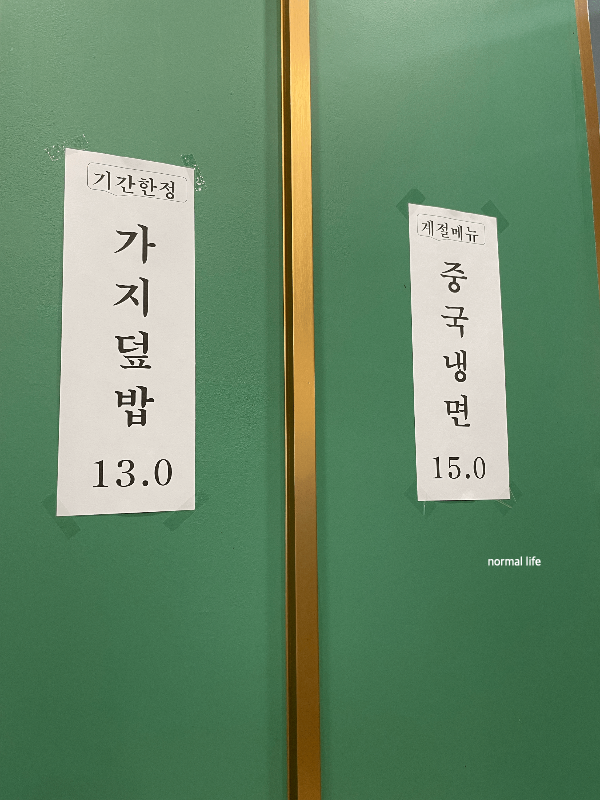 기간한정
가지덮밥
13.0
계절메뉴
중국냉면
15.0
normal life